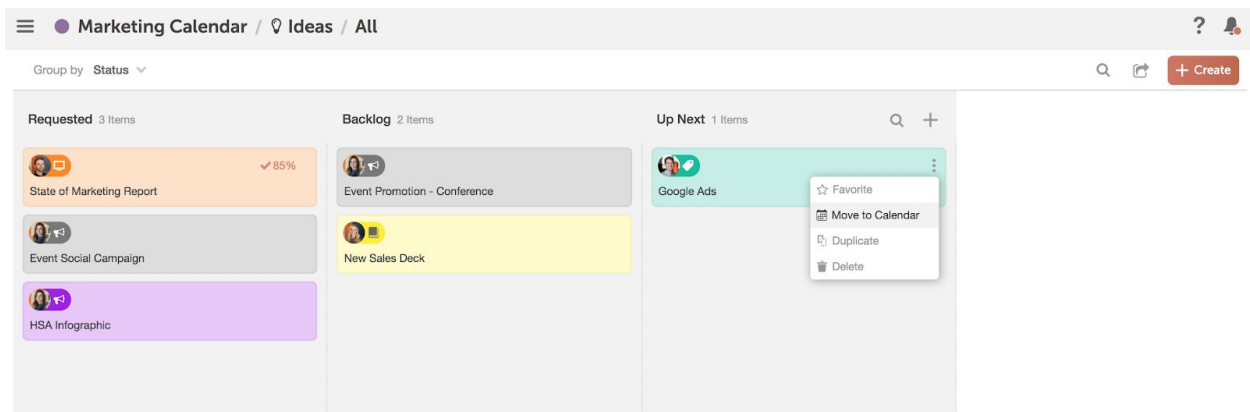 Marketing Calendar / Ideas / All
?
Group by Status
+ Create
Requested 3 Items
Backlog 2 Items
Up Next 1 Items
85%
State of Marketing Report
Event Promotion - Conference
Google Ads
Favorite
Move to Calendar
Duplicate
Delete
Event Social Campaign
New Sales Deck
HSA Infographic